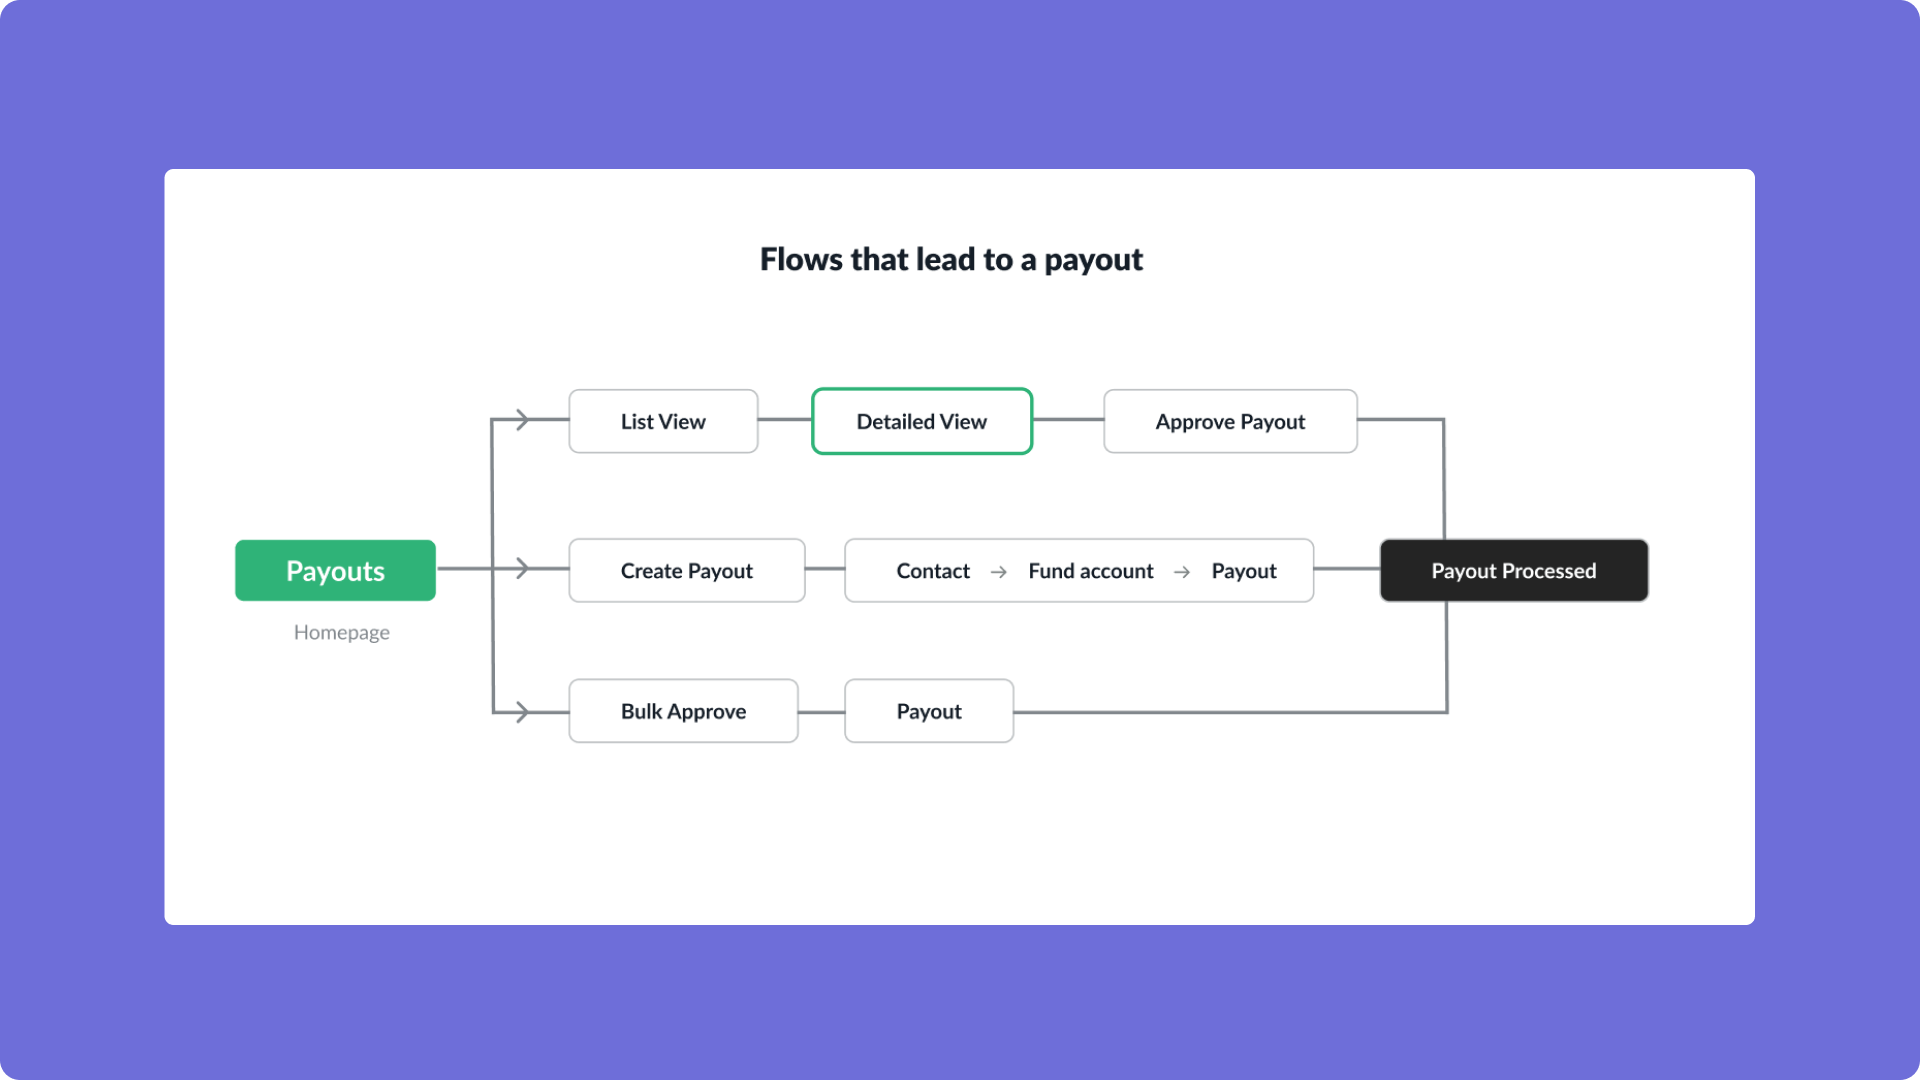 Flows that lead to a payout
List View
Detailed View
Approve Payout
Payouts
Homepage
Create Payout
Contact → Fund account → Payout
Payout Processed
Bulk Approve
Payout